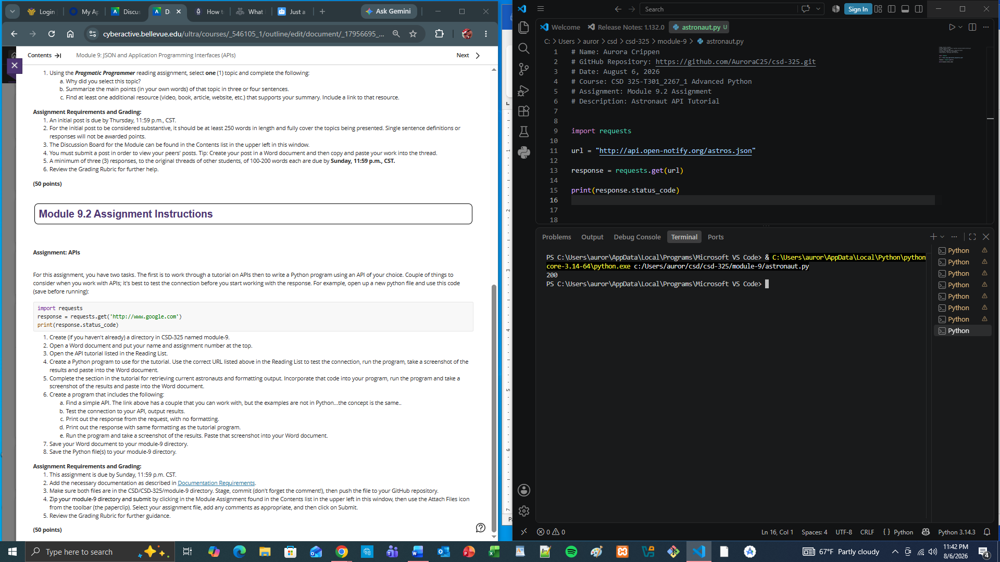 Login
My Ap
Discus
D
How t
What
Just a
Ask Gemini
cyberactive.bellevue.edu/ultra/courses/_546105_1/outline/edit/document/_17956695_...
Contents
Module 9: JSON and Application Programming Interfaces (APIs)
Next
1. Using the Pragmatic Programmer reading assignment, select one (1) topic and complete the following:
a. Why did you select this topic?
b. Summarize the main points (in your own words) of that topic in three or four sentences.
c. Find at least one additional resource (video, book, article, website, etc.) that supports your summary. Include a link to that resource.
Assignment Requirements and Grading:
1. An initial post is due by Thursday, 11:59 p.m., CST.
2. For the initial post to be considered substantive, it should be at least 250 words in length and fully cover the topics being presented. Single sentence definitions or
responses will not be awarded points.
3. The Discussion Board for the Module can be found in the Contents list in the upper left in this window.
4. You must submit a post in order to view your peers' posts. Tip: Create your post in a Word document and then copy and paste your work into the thread.
5. A minimum of three (3) responses, to the original threads of other students, of 100-200 words each are due by Sunday, 11:59 p.m., CST.
6. Review the Grading Rubric for further help.
(50 points)
Module 9.2 Assignment Instructions
Assignment: APIs
For this assignment, you have two tasks. The first is to work through a tutorial on APIs then to write a Python program using an API of your choice. Couple of things to
consider when you work with APIs; it's best to test the connection before you start working with the response. For example, open up a new python file and use this code
(save before running):
import requests
response = requests.get('http://www.google.com')
print(response.status_code)
1. Create (if you haven't already) a directory in CSD-325 named module-9.
2. Open a Word document and put your name and assignment number at the top.
3. Open the API tutorial listed in the Reading List.
4. Create a Python program to use for the tutorial. Use the correct URL listed above in the Reading List to test the connection, run the program, take a screenshot of the
results and paste into the Word document.
5. Complete the section in the tutorial for retrieving current astronauts and formatting output. Incorporate that code into your program, run the program and take a
screenshot of the results and paste into the Word document.
6. Create a program that includes the following:
a. Find a simple API. The link above has a couple that you can work with, but the examples are not in Python...the concept is the same..
b. Test the connection to your API, output results.
c. Print out the response from the request, with no formatting.
d. Print out the response with same formatting as the tutorial program.
e. Run the program and take a screenshot of the results. Paste that screenshot into your Word document.
7. Save your Word document to your module-9 directory.
8. Save the Python file(s) to your module-9 directory.
Assignment Requirements and Grading:
1. This assignment is due by Sunday, 11:59 p.m. CST.
2. Add the necessary documentation as described in Documentation Requirements.
3. Make sure both files are in the CSD/CSD-325/module-9 directory. Stage, commit (don't forget the comment!), then push the file to your GitHub repository.
4. Zip your module-9 directory and submit by clicking in the Module Assignment found in the Contents list in the upper left in this window, then use the Attach Files icon
from the toolbar (the paperclip). Select your assignment file, add any comments as appropriate, and then click on Submit.
5. Review the Grading Rubric for further guidance.
(50 points)
Search
Sign In
Welcome
Release Notes: 1.132.0
astronaut.py U
C: > Users > auror > csd > csd-325 > module-9 > astronaut.py
1 # Name: Aurora Crippen
2 # GitHub Repository: https://github.com/AuroraC25/csd-325.git
3 # Date: August 6, 2026
4 # Course: CSD 325-T301_2267_1 Advanced Python
5 # Assignment: Module 9.2 Assignment
6 # Description: Astronaut API Tutorial
7
8
9 import requests
10
11 url = "http://api.open-notify.org/astros.json"
12
13 response = requests.get(url)
14
15 print(response.status_code)
16
17
18
Problems
Output
Debug Console
Terminal
Ports
PS C:\Users\auror\AppData\Local\Programs\Microsoft VS Code> & C:\Users\auror\AppData\Local\Python\python
core-3.14-64\python.exe c:/Users/auror/csd/csd-325/module-9/astronaut.py
200
PS C:\Users\auror\AppData\Local\Programs\Microsoft VS Code>
Python
Python
Python
Python
Python
Python
Python
Python
0 0
Ln 16, Col 1
Spaces: 4
UTF-8
CRLF
{ } Python
Python 3.14.3
Type here to search
67°F Partly cloudy
11:42 PM
8/6/2026
4